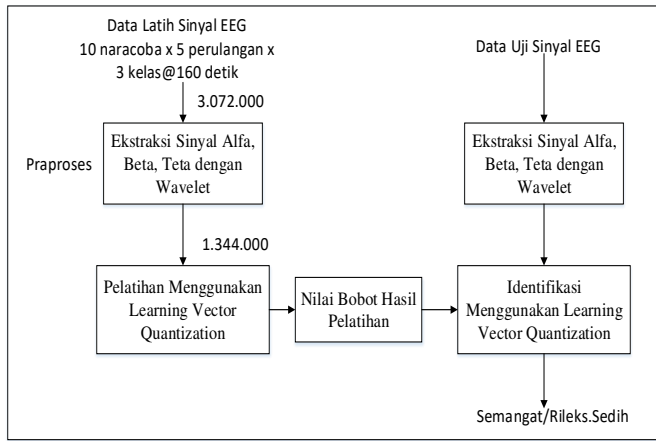 Data Latih Sinyal EEG
10 naracoba x 5 perulangan x
3 kelas@160 detik
3.072.000
Praproses
Ekstraksi Sinyal Alfa,
Beta, Teta dengan
Wavelet
1.344.000
Pelatihan Menggunakan
Learning Vector
Quantization
Nilai Bobot Hasil
Pelatihan
Data Uji Sinyal EEG
Ekstraksi Sinyal Alfa,
Beta, Teta dengan
Wavelet
Identifikasi
Menggunakan Learning
Vector Quantization
Semangat/Rileks.Sedih